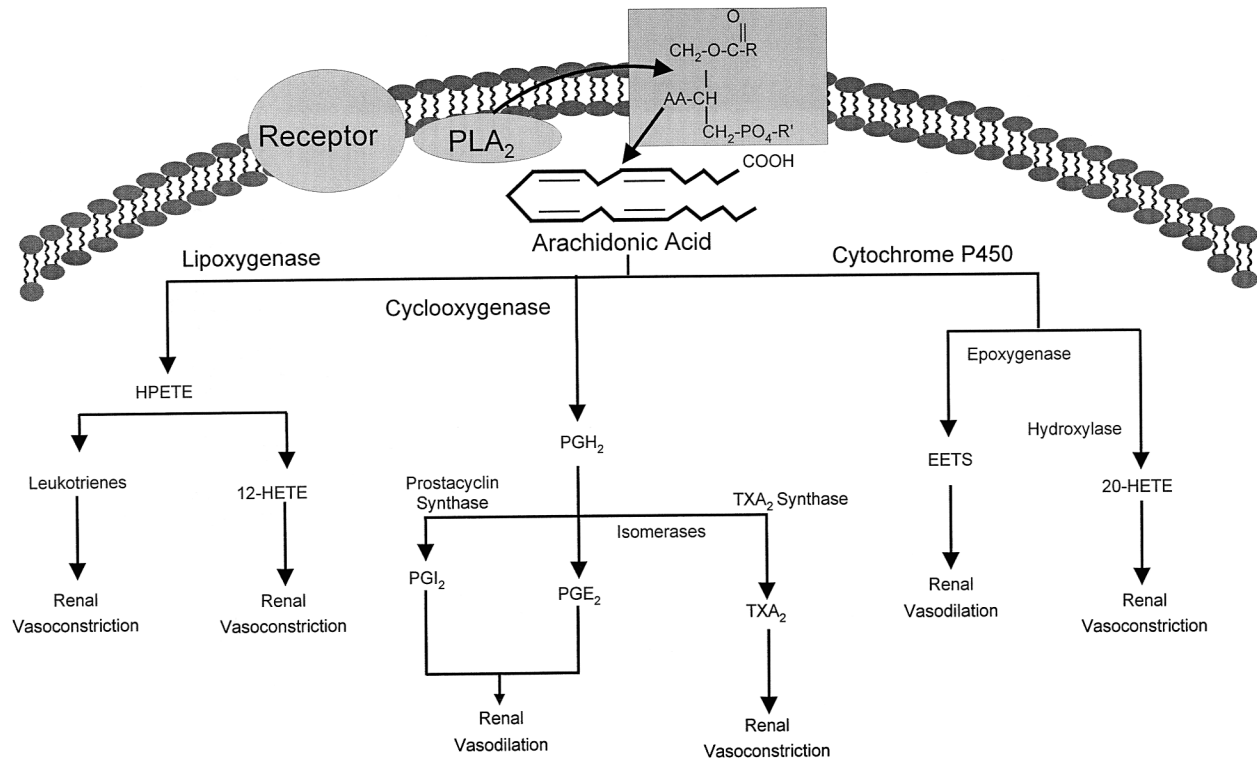 O
CH₂-O-C-R
AA-CH
CH₂-PO₄-R'
Receptor
PLA₂
COOH
Arachidonic Acid
Lipoxygenase
Cytochrome P450
Cyclooxygenase
Epoxygenase
HPETE
Hydroxylase
PGH₂
EETS
Leukotrienes
12-HETE
20-HETE
Prostacyclin
Synthase
TXA₂ Synthase
Isomerases
PGI₂
PGE₂
TXA₂
Renal
Vasoconstriction
Renal
Vasoconstriction
Renal
Vasodilation
Renal
Vasoconstriction
Renal
Vasodilation
Renal
Vasoconstriction